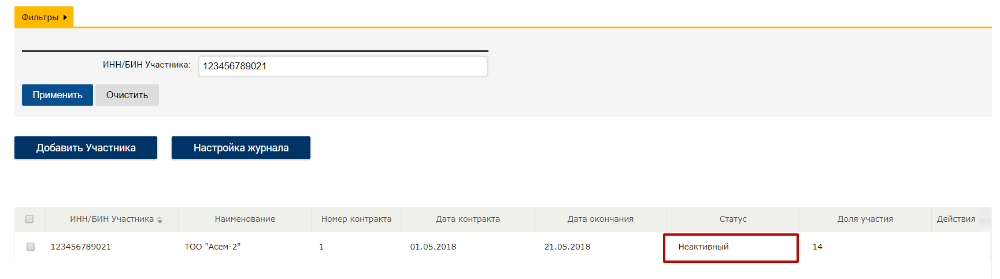 Фильтры
ИНН/БИН Участника: 123456789021
Применить Очистить
Добавить Участника Настройка журнала
ИНН/БИН Участника Наименование Номер контракта Дата контракта Дата окончания Статус Доля участия Действия
123456789021 ТОО "Асем-2" 1 01.05.2018 21.05.2018 Неактивный 14